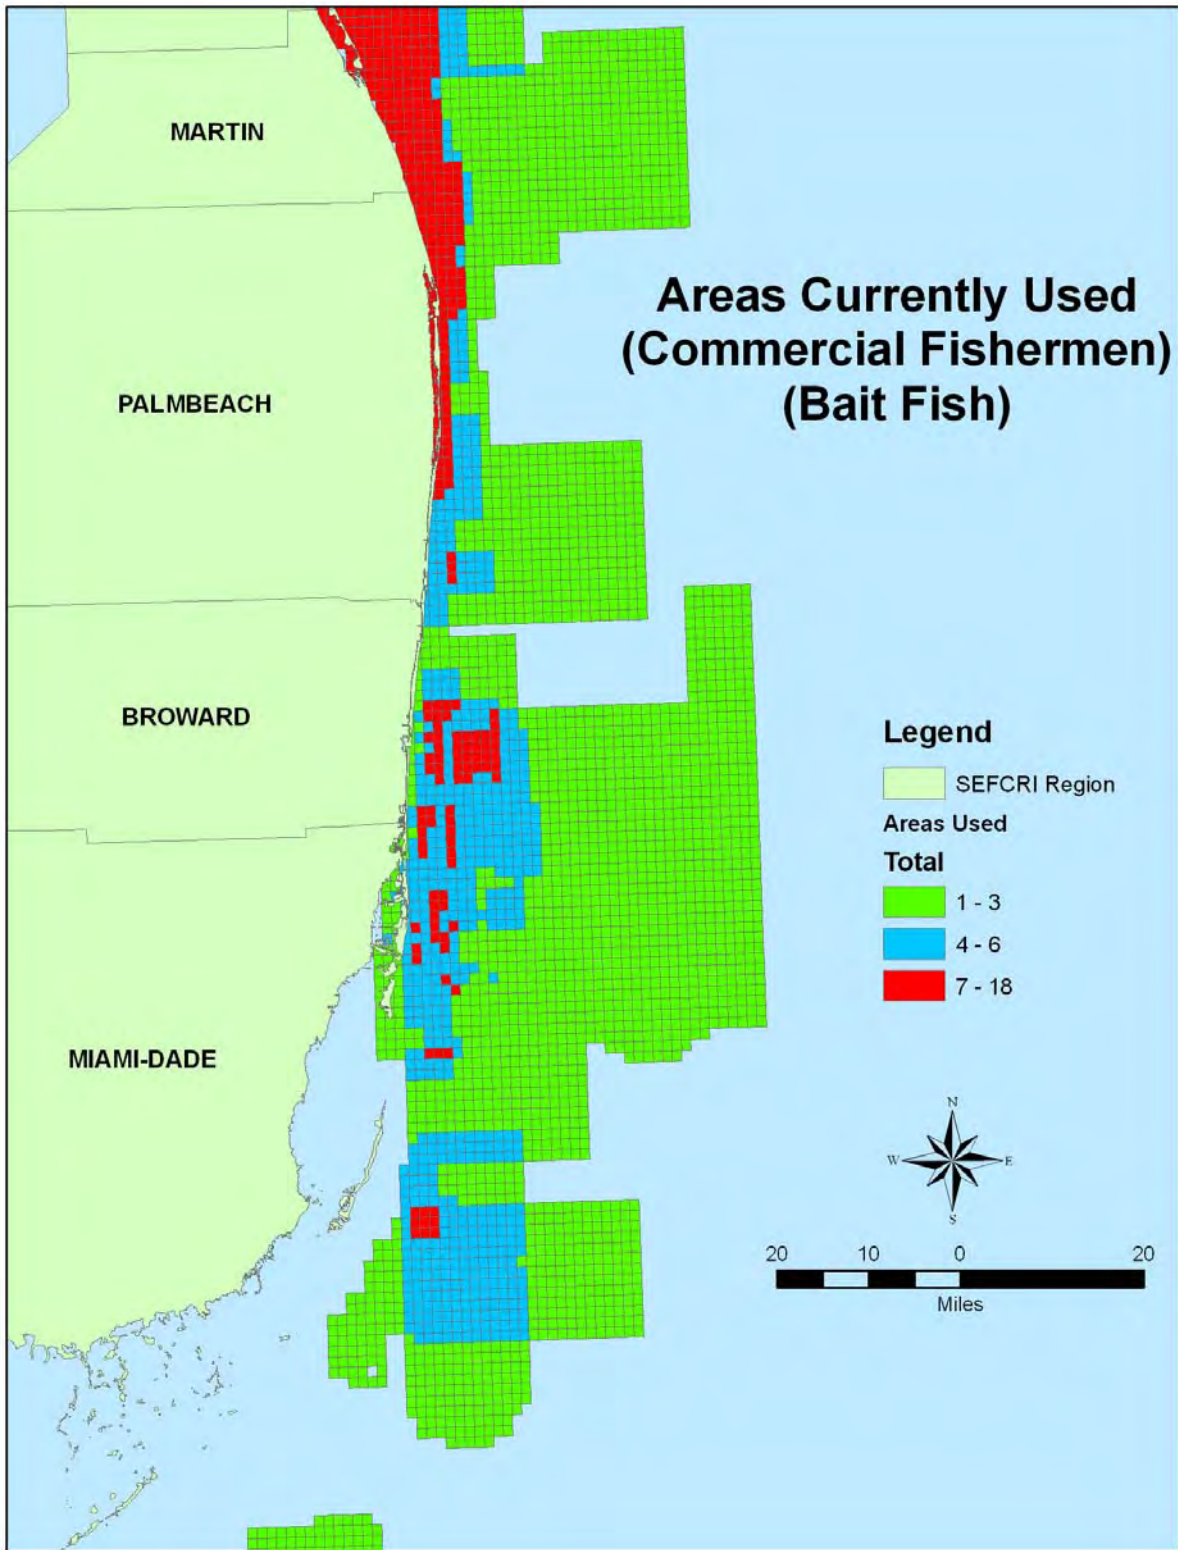 MARTIN
Areas Currently Used
(Commercial Fishermen)
(Bait Fish)
PALMBEACH
BROWARD
Legend
SEFCRI Region
Areas Used
Total
1 - 3
4 - 6
7 - 18
MIAMI-DADE
N
W E
S
20 10 0 20
Miles